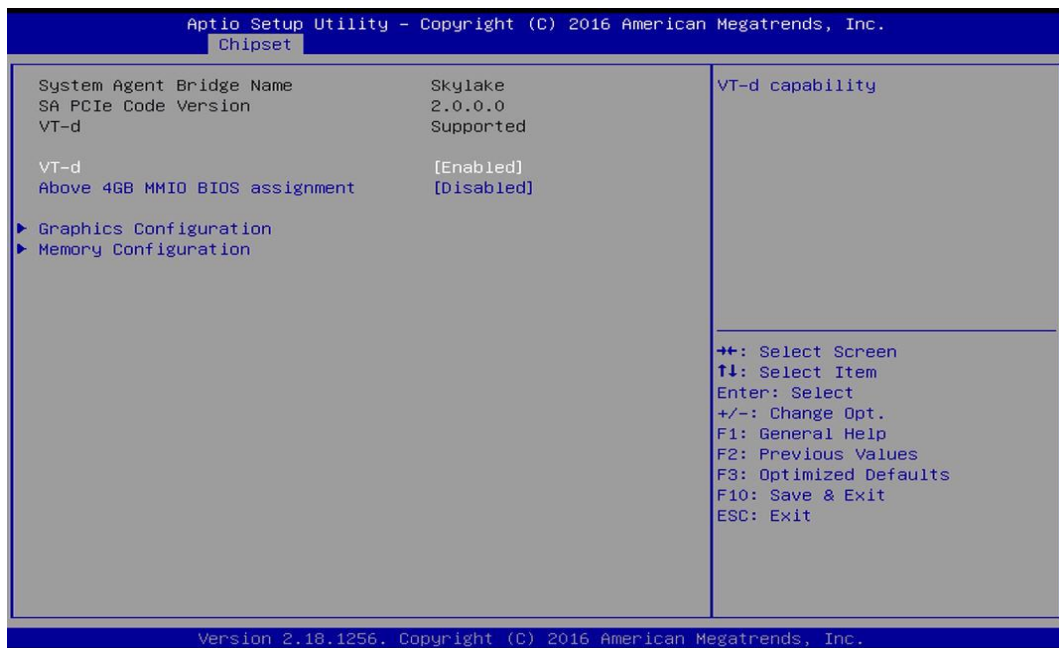 Aptio Setup Utility – Copyright (C) 2016 American Megatrends, Inc.
Chipset
System Agent Bridge Name Skylake
SA PCIe Code Version 2.0.0.0
VT-d Supported
VT-d [Enabled]
Above 4GB MMIO BIOS assignment [Disabled]
▶ Graphics Configuration
▶ Memory Configuration
VT-d capability
→←: Select Screen
↑↓: Select Item
Enter: Select
+/-: Change Opt.
F1: General Help
F2: Previous Values
F3: Optimized Defaults
F10: Save & Exit
ESC: Exit
Version 2.18.1256. Copyright (C) 2016 American Megatrends, Inc.